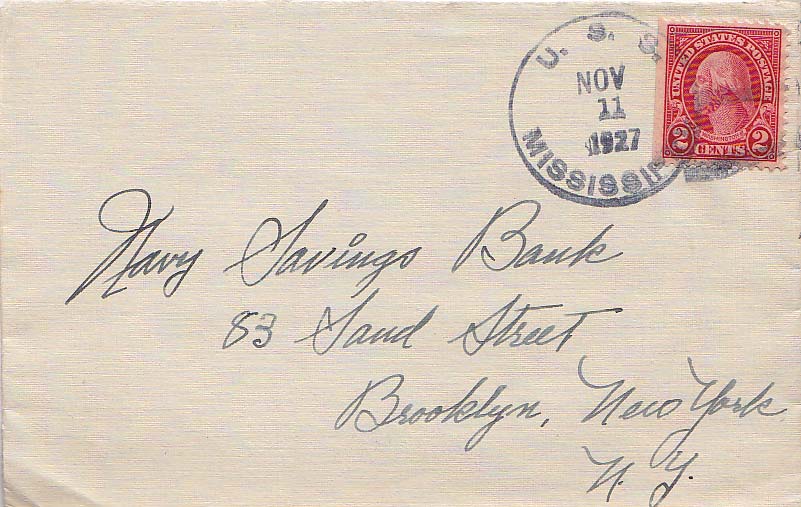 U. S. S.
NOV
11
1927
MISSISSIP
UNITED STATES POSTAGE
WASHINGTON
2 CENTS 2
Navy Savings Bank
83 Sand Street
Brooklyn, New York
N. Y.